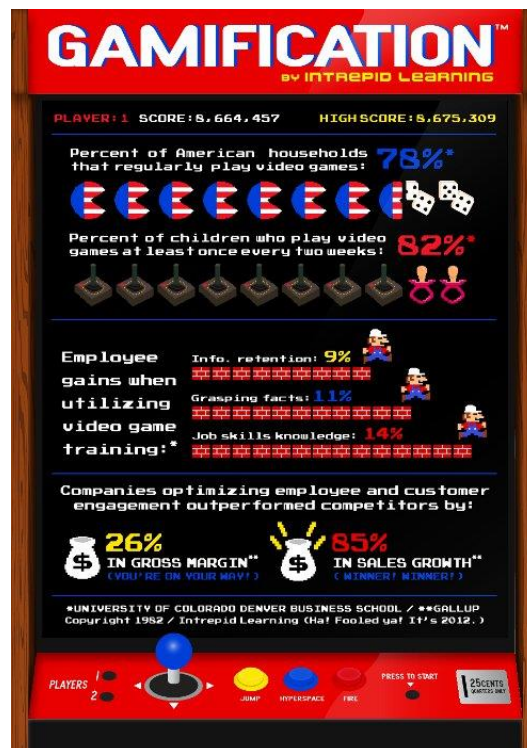 GAMIFICATION™
BY INTREPID LEARNING
PLAYER:1 SCORE:8,664,457 HIGH SCORE:8,675,309
Percent of American households
that regularly play video games: 78%*
Percent of children who play video
games at least once every two weeks: 82%*
Employee
gains when
utilizing
video game
training:*
Info. retention: 9%
Grasping facts: 11%
Job skills knowledge: 14%
Companies optimizing employee and customer
engagement outperformed competitors by:
$
26%
IN GROSS MARGIN**
(YOU'RE ON YOUR WAY!)
$
85%
IN SALES GROWTH**
(WINNER! WINNER!)
*UNIVERSITY OF COLORADO DENVER BUSINESS SCHOOL / **GALLUP
Copyright 1982 / Intrepid Learning (Ha! Fooled ya! It's 2012.)
PLAYERS 1
2
JUMP
HYPERSPACE
FIRE
PRESS TO START
25CENTS
QUARTERS ONLY